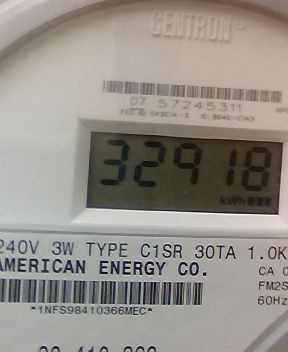 CENTRON®
07 57245311
32918
kWh
240V 3W TYPE C1SR 30TA 1.0K
AMERICAN ENERGY CO.
CA
FM2S
60Hz
*1NFS98410366MEC*